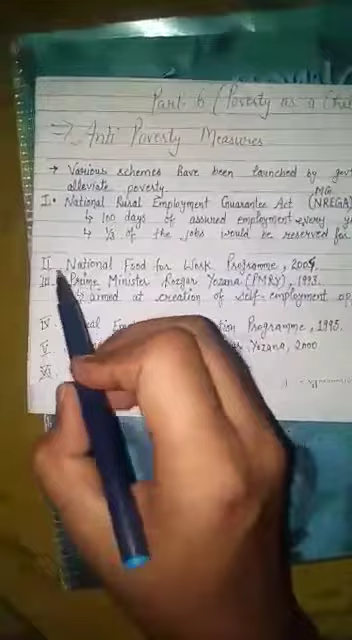 Part 6 (Poverty as a
⇒ Anti Poverty Measures
→ Various schemes have been launched by
alleviate poverty
MG
I. National Rural Employment Guarantee Act (NREGA
↳ 100 days of assured employment every
↳ 1/3 of the jobs would be reserved for
II. National Food for Work Programme, 2004
III. Prime Minister Rozgar Yozana (PMRY), 1993.
↳ aimed at creation of self-employment
IV. Programme, 1995.
V. Yozana, 2000
VI.